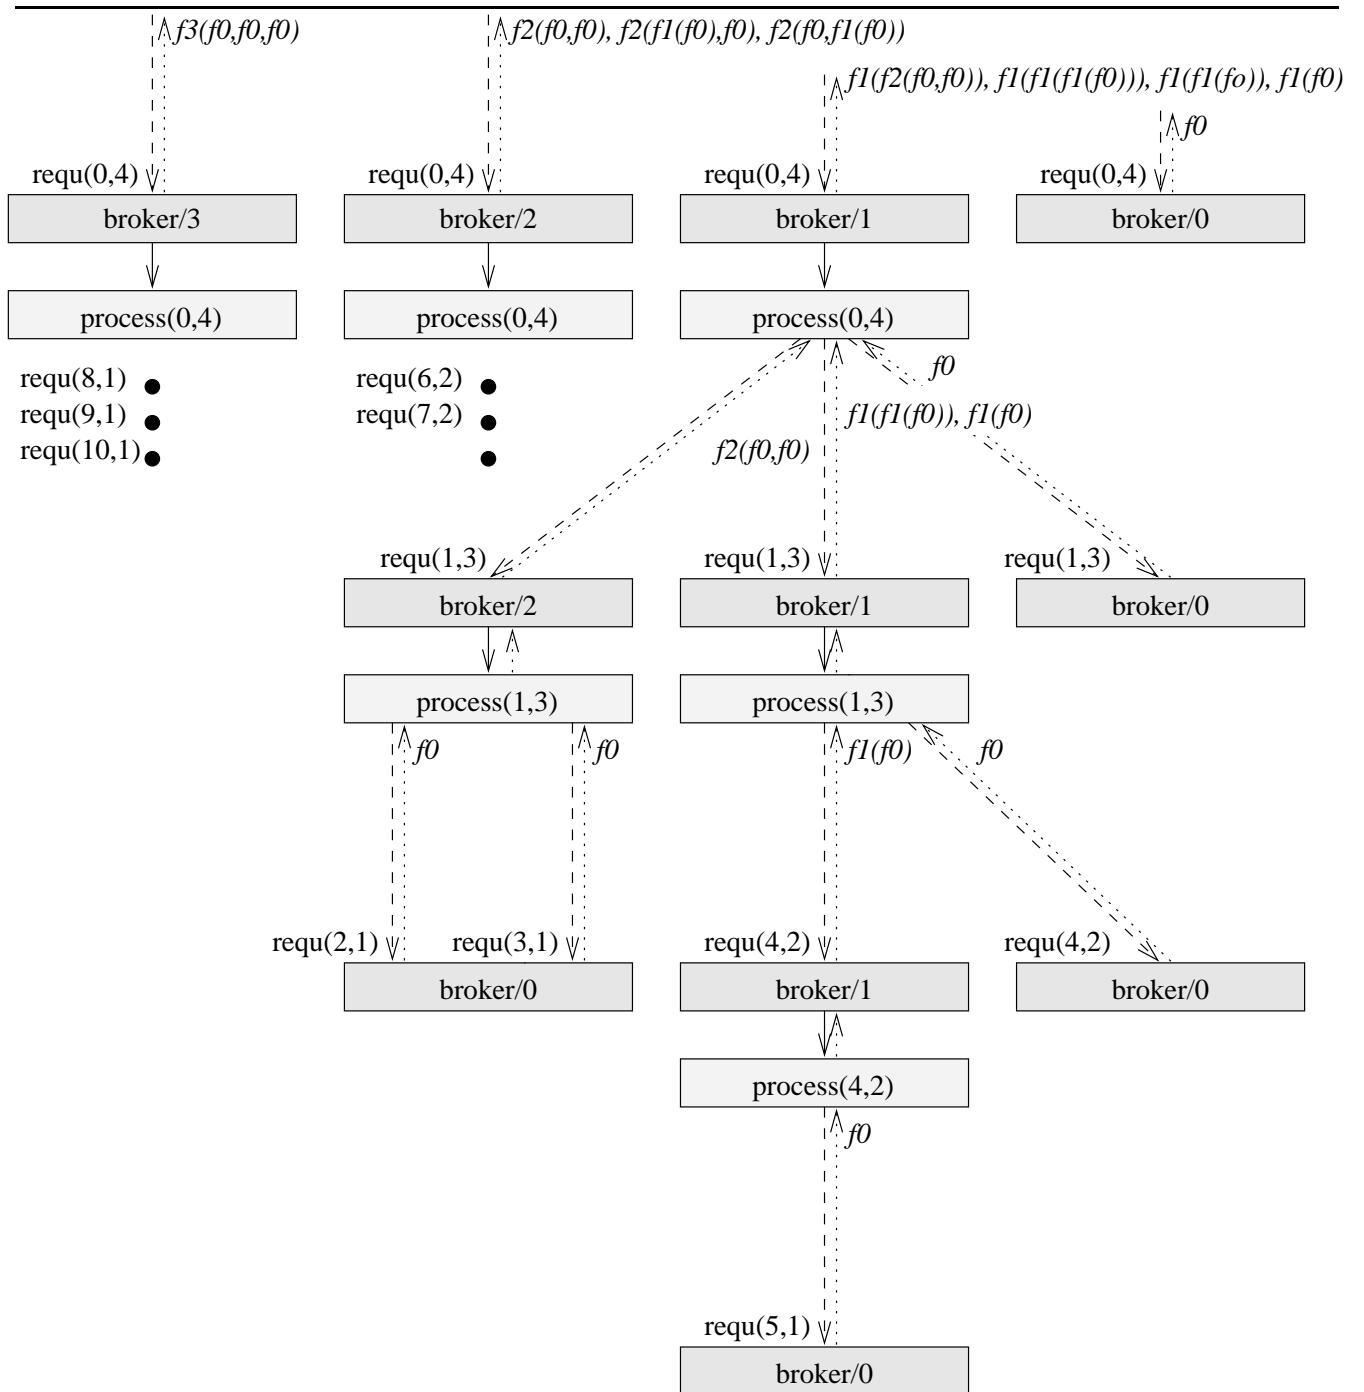 f3(f0,f0,f0)
f2(f0,f0), f2(f1(f0),f0), f2(f0,f1(f0))
f1(f2(f0,f0)), f1(f1(f1(f0))), f1(f1(fo)), f1(f0)
f0
requ(0,4) requ(0,4) requ(0,4) requ(0,4)
broker/3 broker/2 broker/1 broker/0
process(0,4) process(0,4) process(0,4)
f0
requ(8,1) requ(6,2)
requ(9,1) requ(7,2) f1(f1(f0)), f1(f0)
requ(10,1) f2(f0,f0)
requ(1,3) requ(1,3) requ(1,3)
broker/2 broker/1 broker/0
process(1,3) process(1,3)
f0 f0 f1(f0) f0
requ(2,1) requ(3,1) requ(4,2) requ(4,2)
broker/0 broker/1 broker/0
process(4,2)
f0
requ(5,1)
broker/0